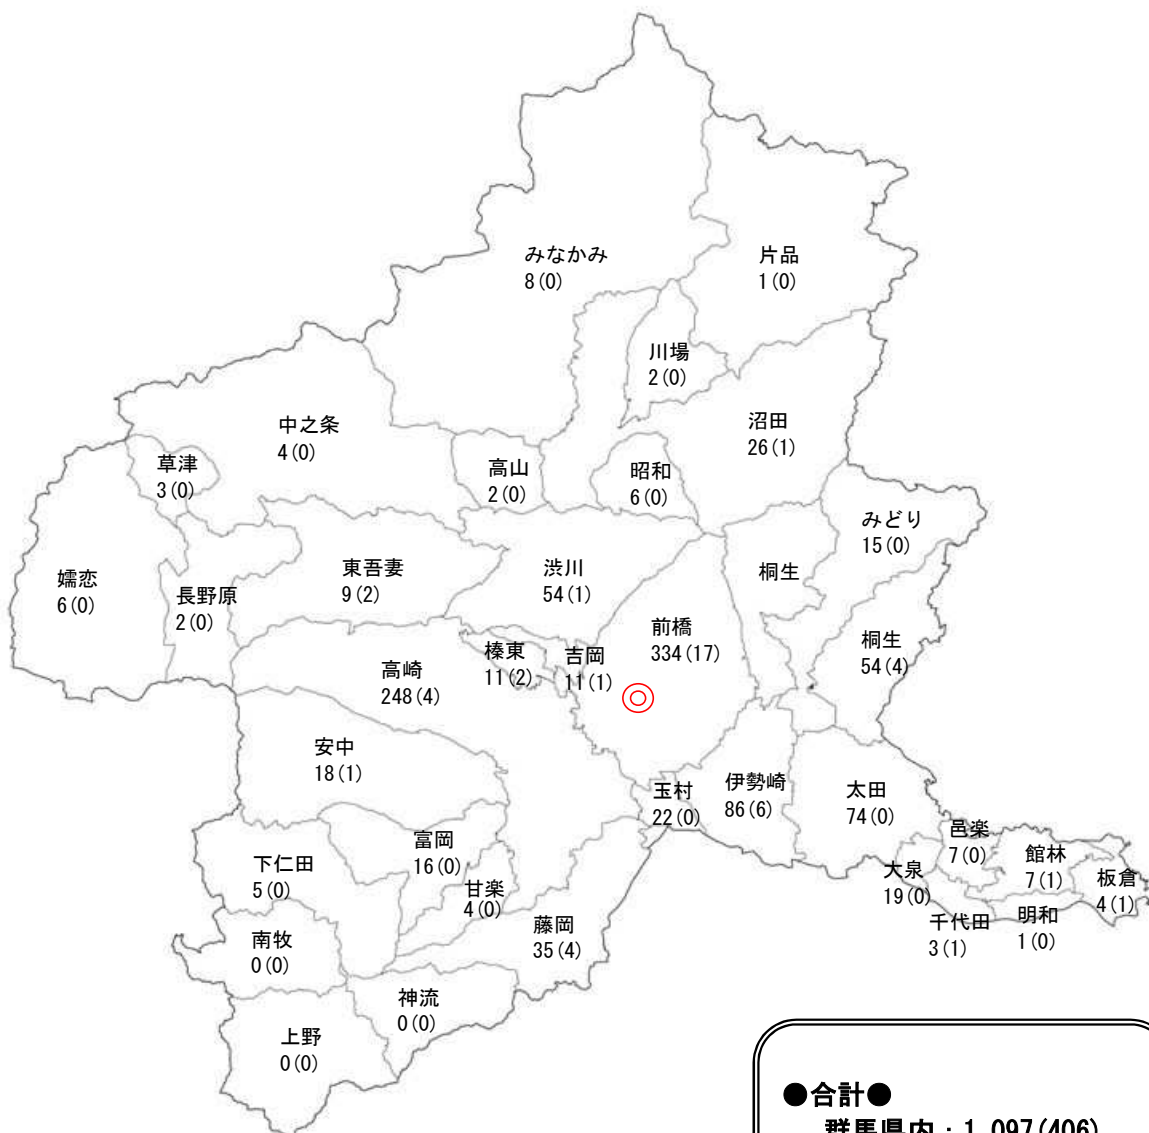 みなかみ
8(0)
片品
1(0)
川場
2(0)
中之条
4(0)
沼田
26(1)
草津
3(0)
高山
2(0)
昭和
6(0)
みどり
15(0)
嬬恋
6(0)
長野原
2(0)
東吾妻
9(2)
渋川
54(1)
桐生
前橋
334(17)
桐生
54(4)
高崎
248(4)
榛東
11(2)
吉岡
11(1)
安中
18(1)
玉村
22(0)
伊勢崎
86(6)
太田
74(0)
邑楽
7(0)
館林
7(1)
板倉
4(1)
大泉
19(0)
千代田
3(1)
明和
1(0)
下仁田
5(0)
富岡
16(0)
甘楽
4(0)
藤岡
35(4)
南牧
0(0)
神流
0(0)
上野
0(0)
●合計●
群馬県内：1,097(406)